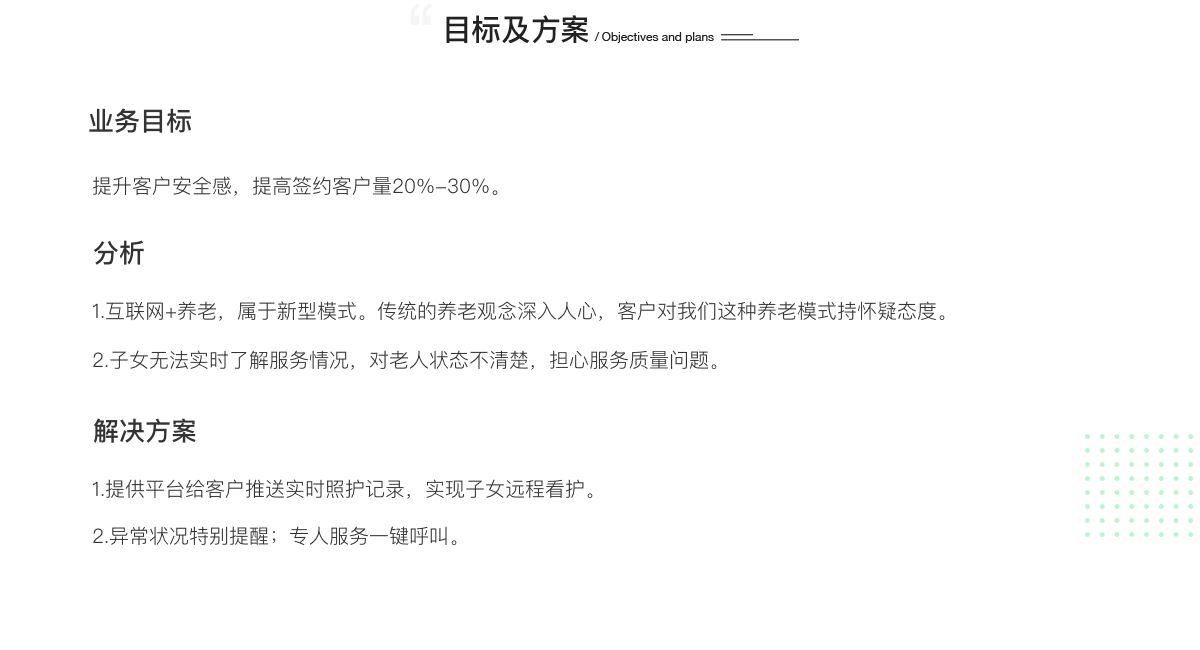 目标及方案 / Objectives and plans
业务目标
提升客户安全感，提高签约客户量20%-30%。
分析
1.互联网+养老，属于新型模式。传统的养老观念深入人心，客户对我们这种养老模式持怀疑态度。
2.子女无法实时了解服务情况，对老人状态不清楚，担心服务质量问题。
解决方案
1.提供平台给客户推送实时照护记录，实现子女远程看护。
2.异常状况特别提醒；专人服务一键呼叫。